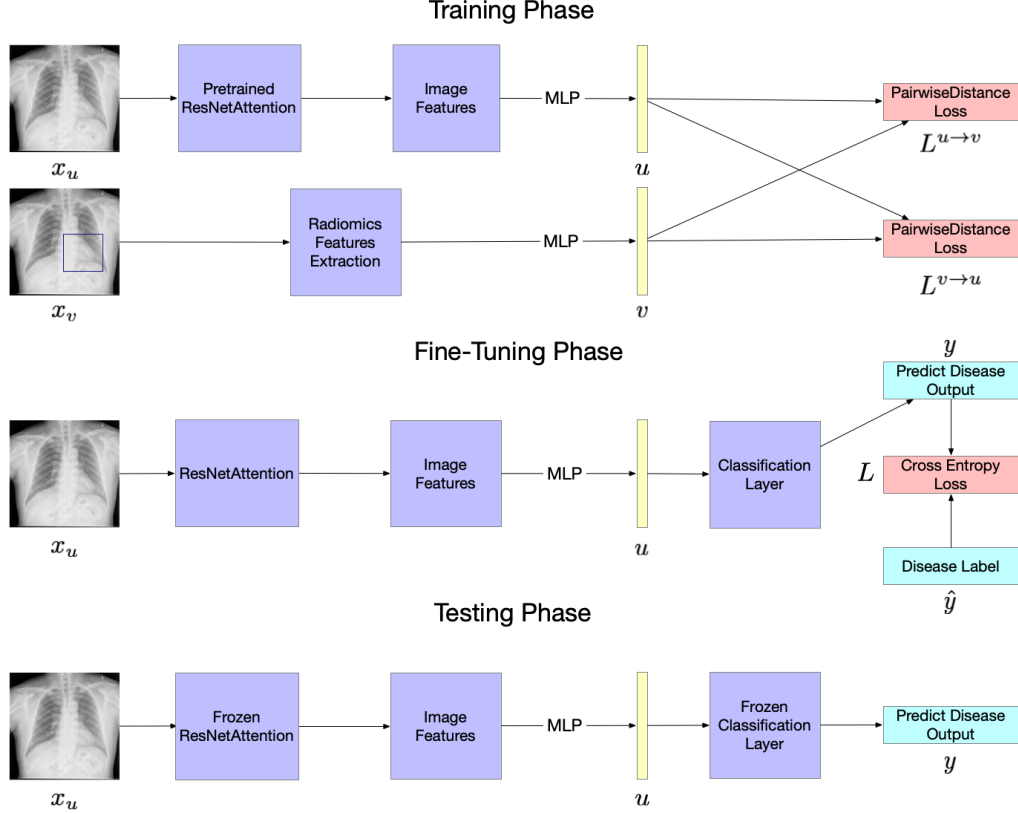 Training Phase
Pretrained
ResNetAttention
Image
Features
MLP
PairwiseDistance
Loss
x_u
u
L^{u→v}
Radiomics
Features
Extraction
MLP
PairwiseDistance
Loss
x_v
v
L^{v→u}
Fine-Tuning Phase
y
Predict Disease
Output
ResNetAttention
Image
Features
MLP
Classification
Layer
L
Cross Entropy
Loss
x_u
u
Disease Label
ŷ
Testing Phase
Frozen
ResNetAttention
Image
Features
MLP
Frozen
Classification
Layer
Predict Disease
Output
y
x_u
u